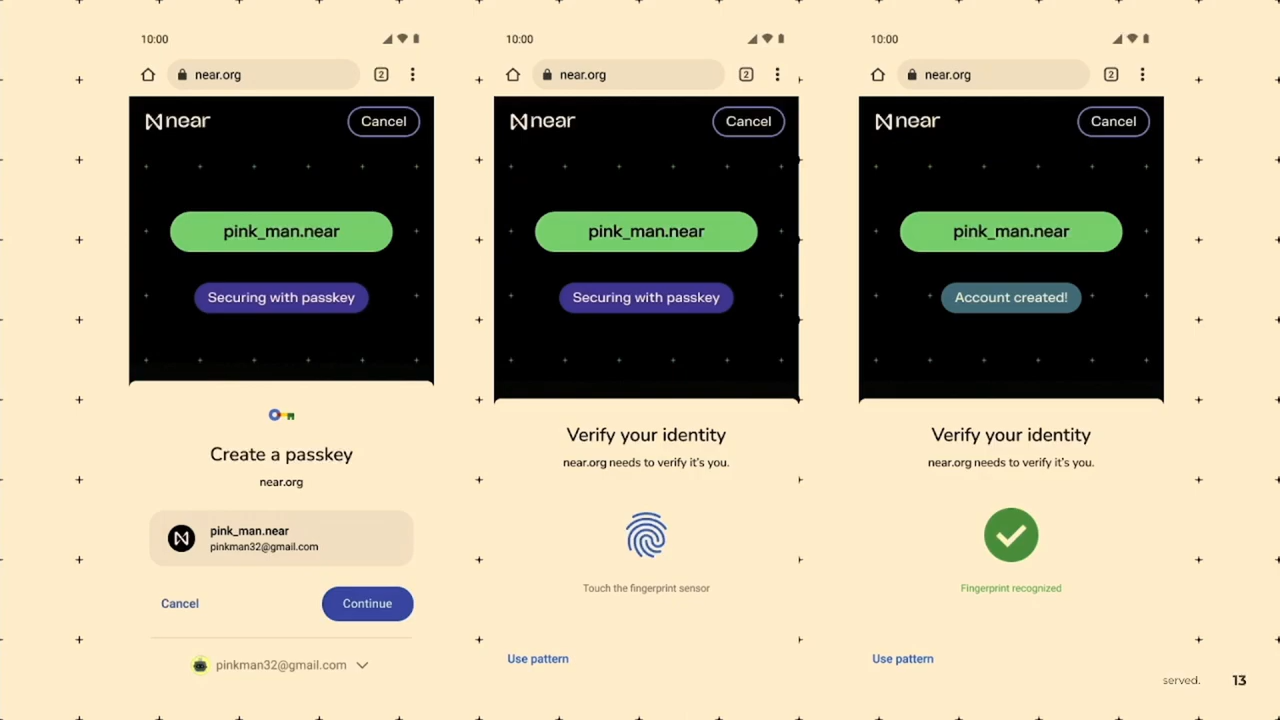 10:00
near.org
2
near
Cancel
pink_man.near
Securing with passkey
Create a passkey
near.org
pink_man.near
pinkman32@gmail.com
Cancel
Continue
pinkman32@gmail.com
10:00
near.org
2
near
Cancel
pink_man.near
Securing with passkey
Verify your identity
near.org needs to verify it's you.
Touch the fingerprint sensor
Use pattern
10:00
near.org
2
near
Cancel
pink_man.near
Account created!
Verify your identity
near.org needs to verify it's you.
Fingerprint recognized
Use pattern
served.
13